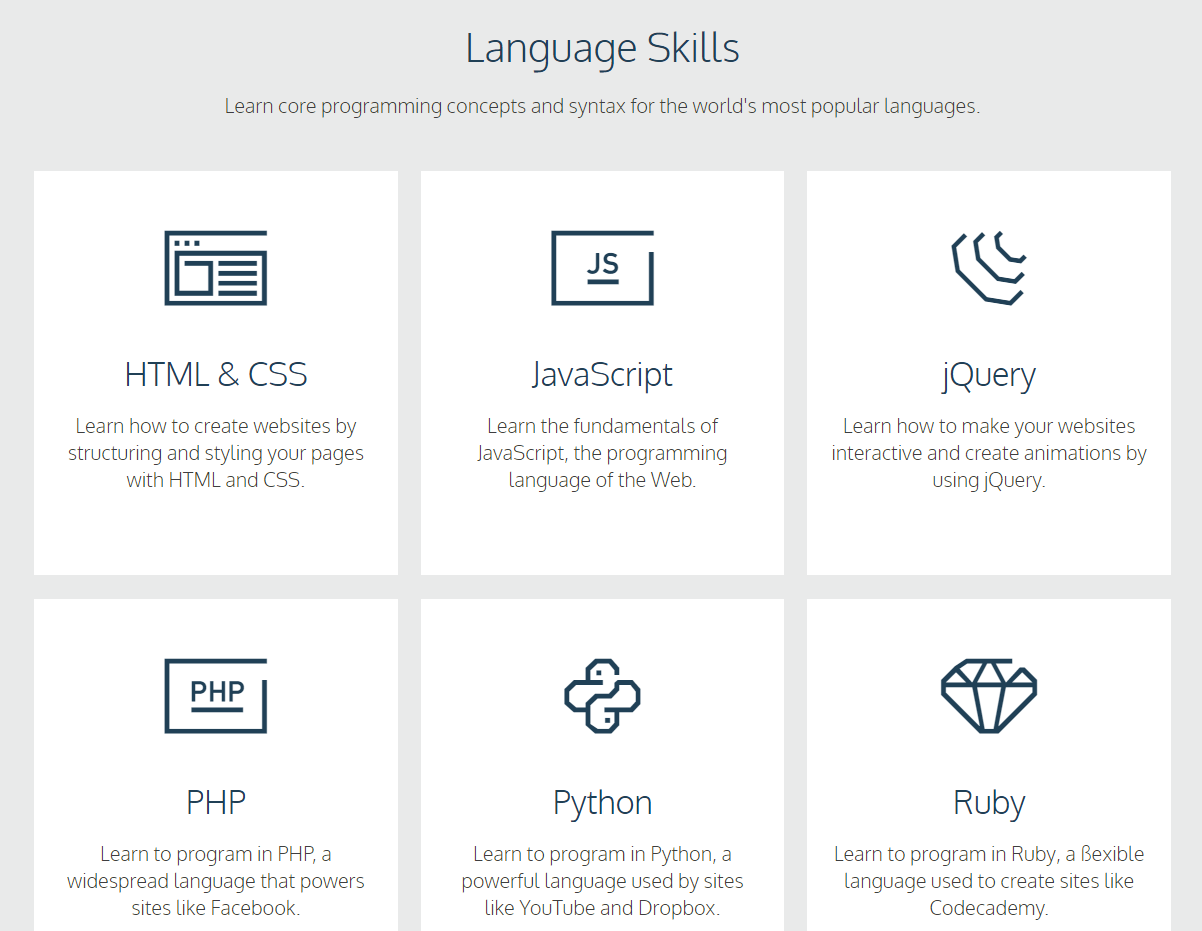 Language Skills
Learn core programming concepts and syntax for the world's most popular languages.
JS
HTML & CSS
Learn how to create websites by
structuring and styling your pages
with HTML and CSS.
JavaScript
Learn the fundamentals of
JavaScript, the programming
language of the Web.
jQuery
Learn how to make your websites
interactive and create animations by
using jQuery.
PHP
PHP
Learn to program in PHP, a
widespread language that powers
sites like Facebook.
Python
Learn to program in Python, a
powerful language used by sites
like YouTube and Dropbox.
Ruby
Learn to program in Ruby, a ßexible
language used to create sites like
Codecademy.